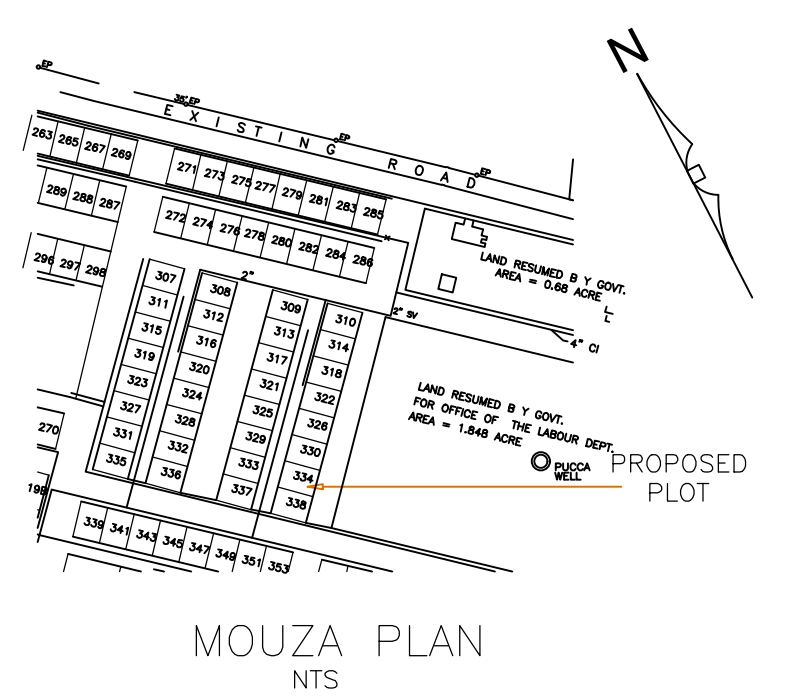 N
EP
35' EP
EP
EP
EXISTING ROAD
263 265 267 269
271 273 275 277 279 281 283 285
289 288 287
272 274 276 278 280 282 284 286
296 297 298
2"
2" SV
4" CI
LAND RESUMED B Y GOVT.
AREA = 0.68 ACRE
L
L
307 308 309 310
311 312 313 314
315 316 317 318
319 320 321 322
323 324 325 326
327 328 329 330
331 332 333 334
335 336 337 338
LAND RESUMED B Y GOVT.
FOR OFFICE OF THE LABOUR DEPT.
AREA = 1.848 ACRE
PUCCA
WELL
PROPOSED
PLOT
270
339 341 343 345 347 349 351 353
MOUZA PLAN
NTS